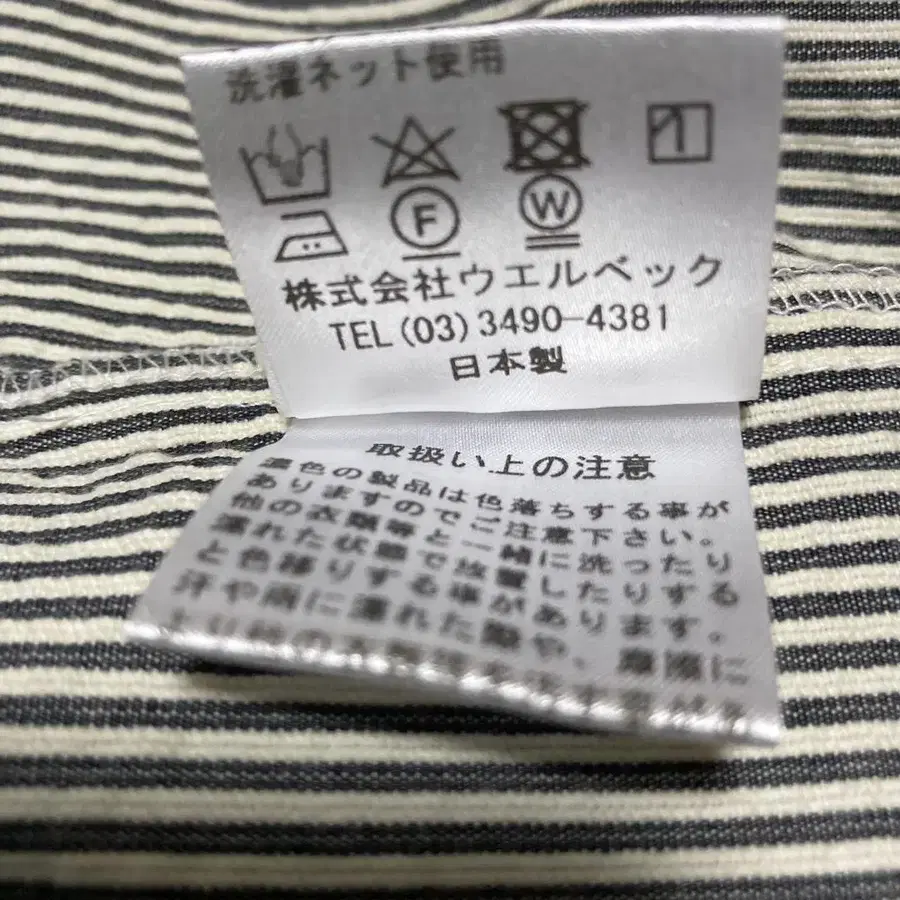 洗濯ネット使用
F W
株式会社ウエルベック
TEL(03)3490-4381
日本製
取扱い上の注意
濃色の製品は色落ちする事が
ありますのでご注意下さい。
他の衣類等と一緒に洗ったり
濡れた状態で放置したりする
と色移りする事があります。
汗や雨に濡れた際や、摩擦に
より他の